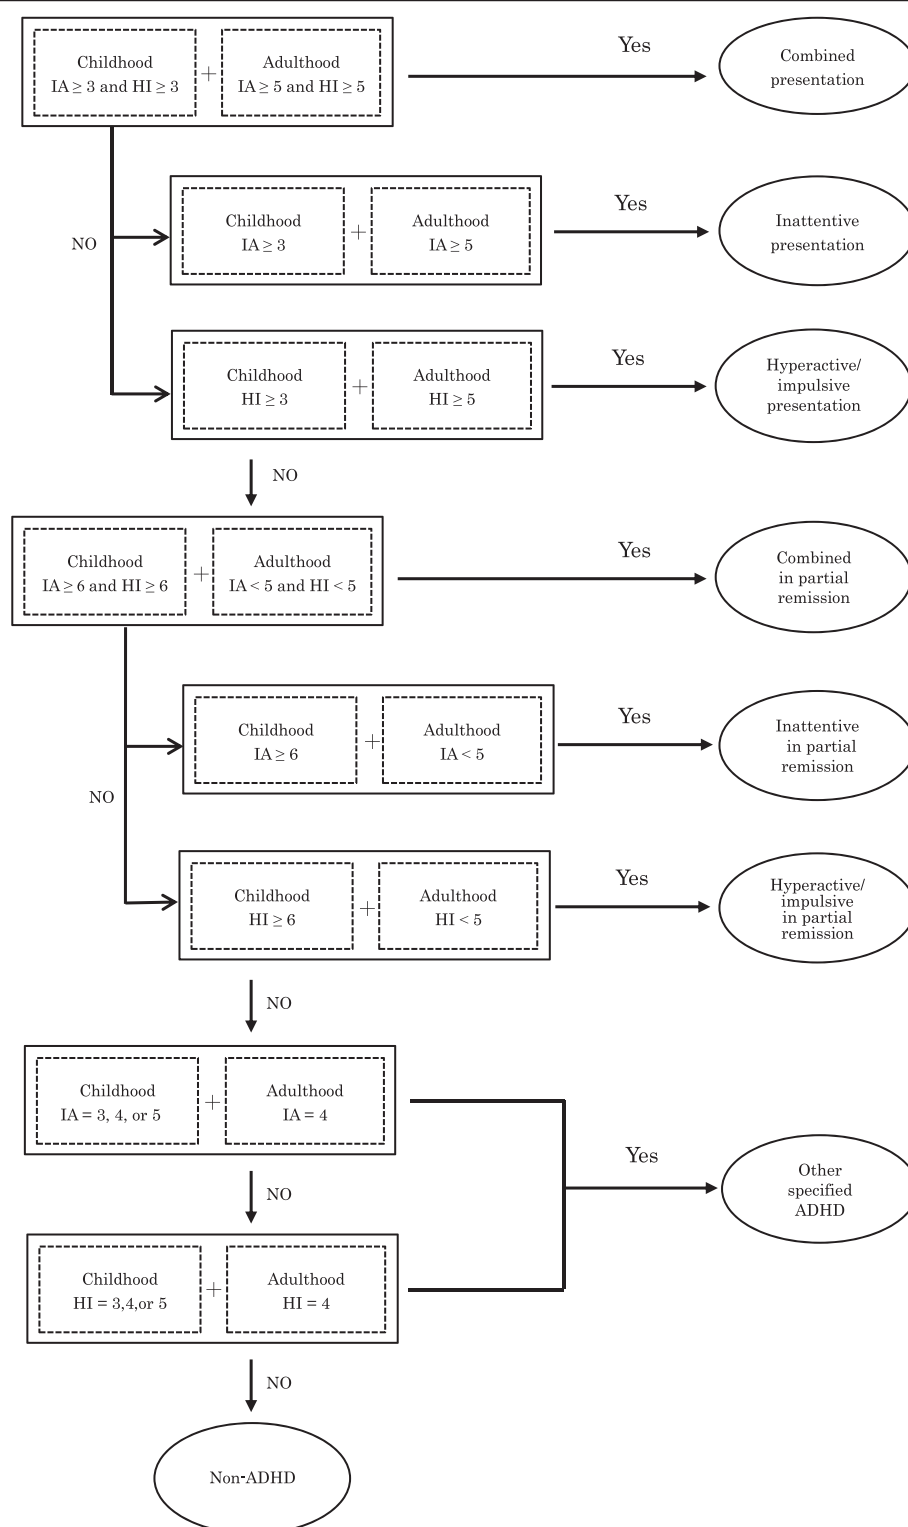 Childhood
IA ≥ 3 and HI ≥ 3
+
Adulthood
IA ≥ 5 and HI ≥ 5
Yes
Combined
presentation
NO
Childhood
IA ≥ 3
+
Adulthood
IA ≥ 5
Yes
Inattentive
presentation
Childhood
HI ≥ 3
+
Adulthood
HI ≥ 5
Yes
Hyperactive/
impulsive
presentation
NO
Childhood
IA ≥ 6 and HI ≥ 6
+
Adulthood
IA < 5 and HI < 5
Yes
Combined
in partial
remission
NO
Childhood
IA ≥ 6
+
Adulthood
IA < 5
Yes
Inattentive
in partial
remission
Childhood
HI ≥ 6
+
Adulthood
HI < 5
Yes
Hyperactive/
impulsive
in partial
remission
NO
Childhood
IA = 3, 4, or 5
+
Adulthood
IA = 4
NO
Yes
Other
specified
ADHD
Childhood
HI = 3,4,or 5
+
Adulthood
HI = 4
NO
Non-ADHD